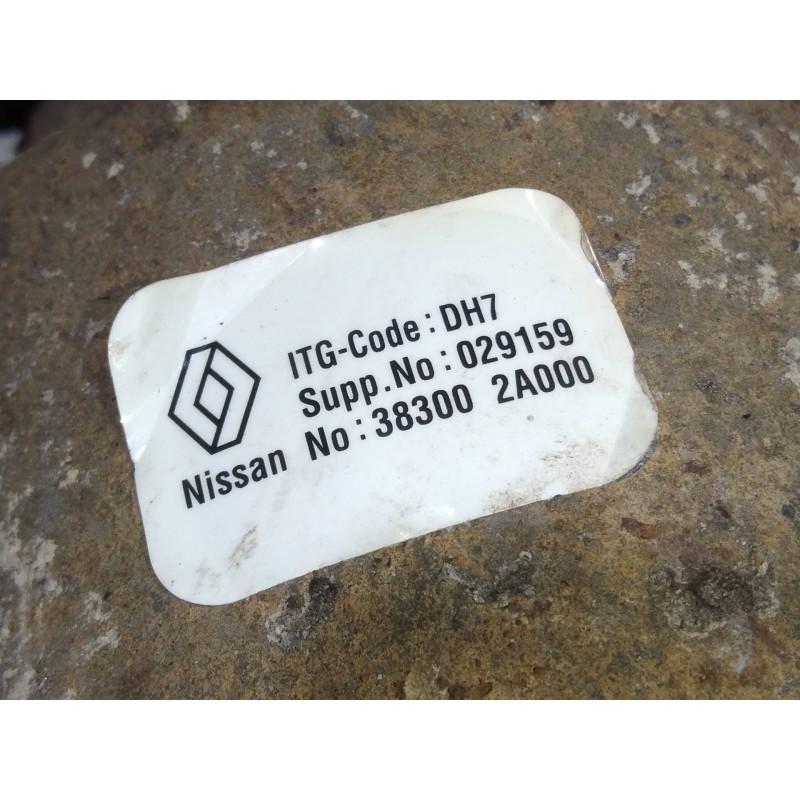 ITG-Code : DH7
Supp.No : 029159
Nissan No : 38300 2A000